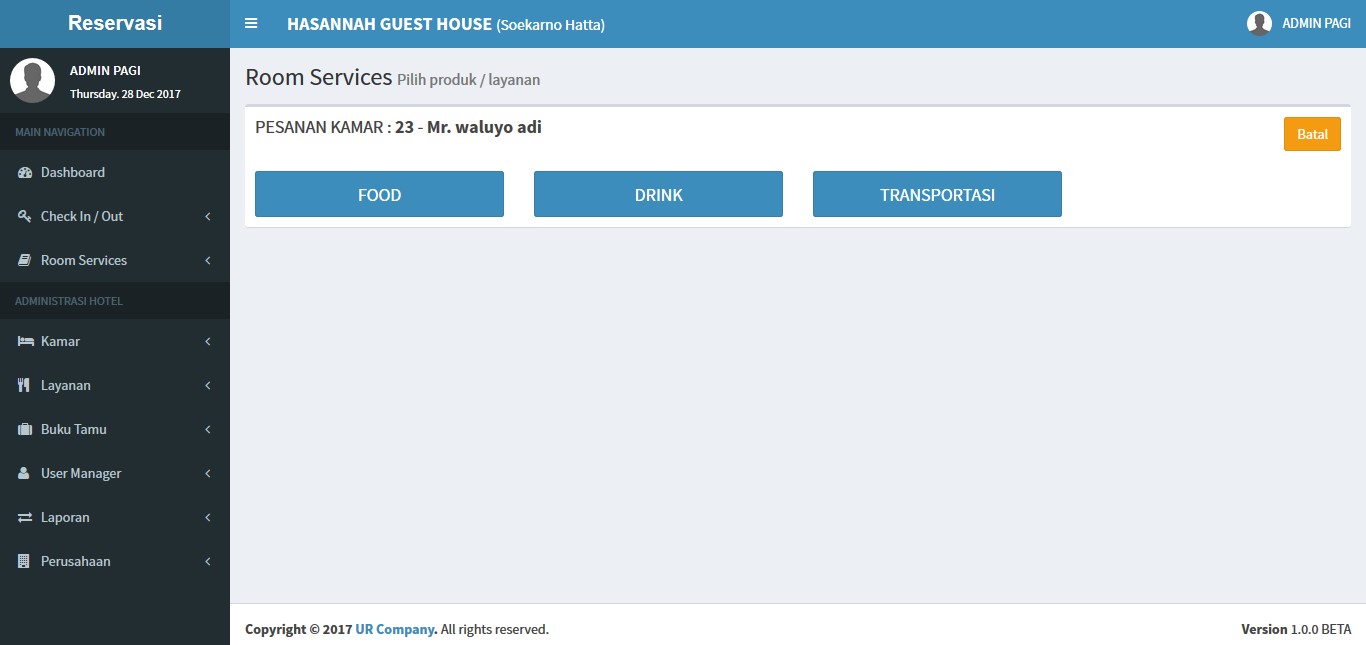 Reservasi
HASANNAH GUEST HOUSE (Soekarno Hatta)
ADMIN PAGI
ADMIN PAGI
Thursday. 28 Dec 2017
MAIN NAVIGATION
Dashboard
Check In / Out
Room Services
ADMINISTRASI HOTEL
Kamar
Layanan
Buku Tamu
User Manager
Laporan
Perusahaan
Room Services Pilih produk / layanan
PESANAN KAMAR : 23 - Mr. waluyo adi
Batal
FOOD
DRINK
TRANSPORTASI
Copyright © 2017 UR Company. All rights reserved.
Version 1.0.0 BETA